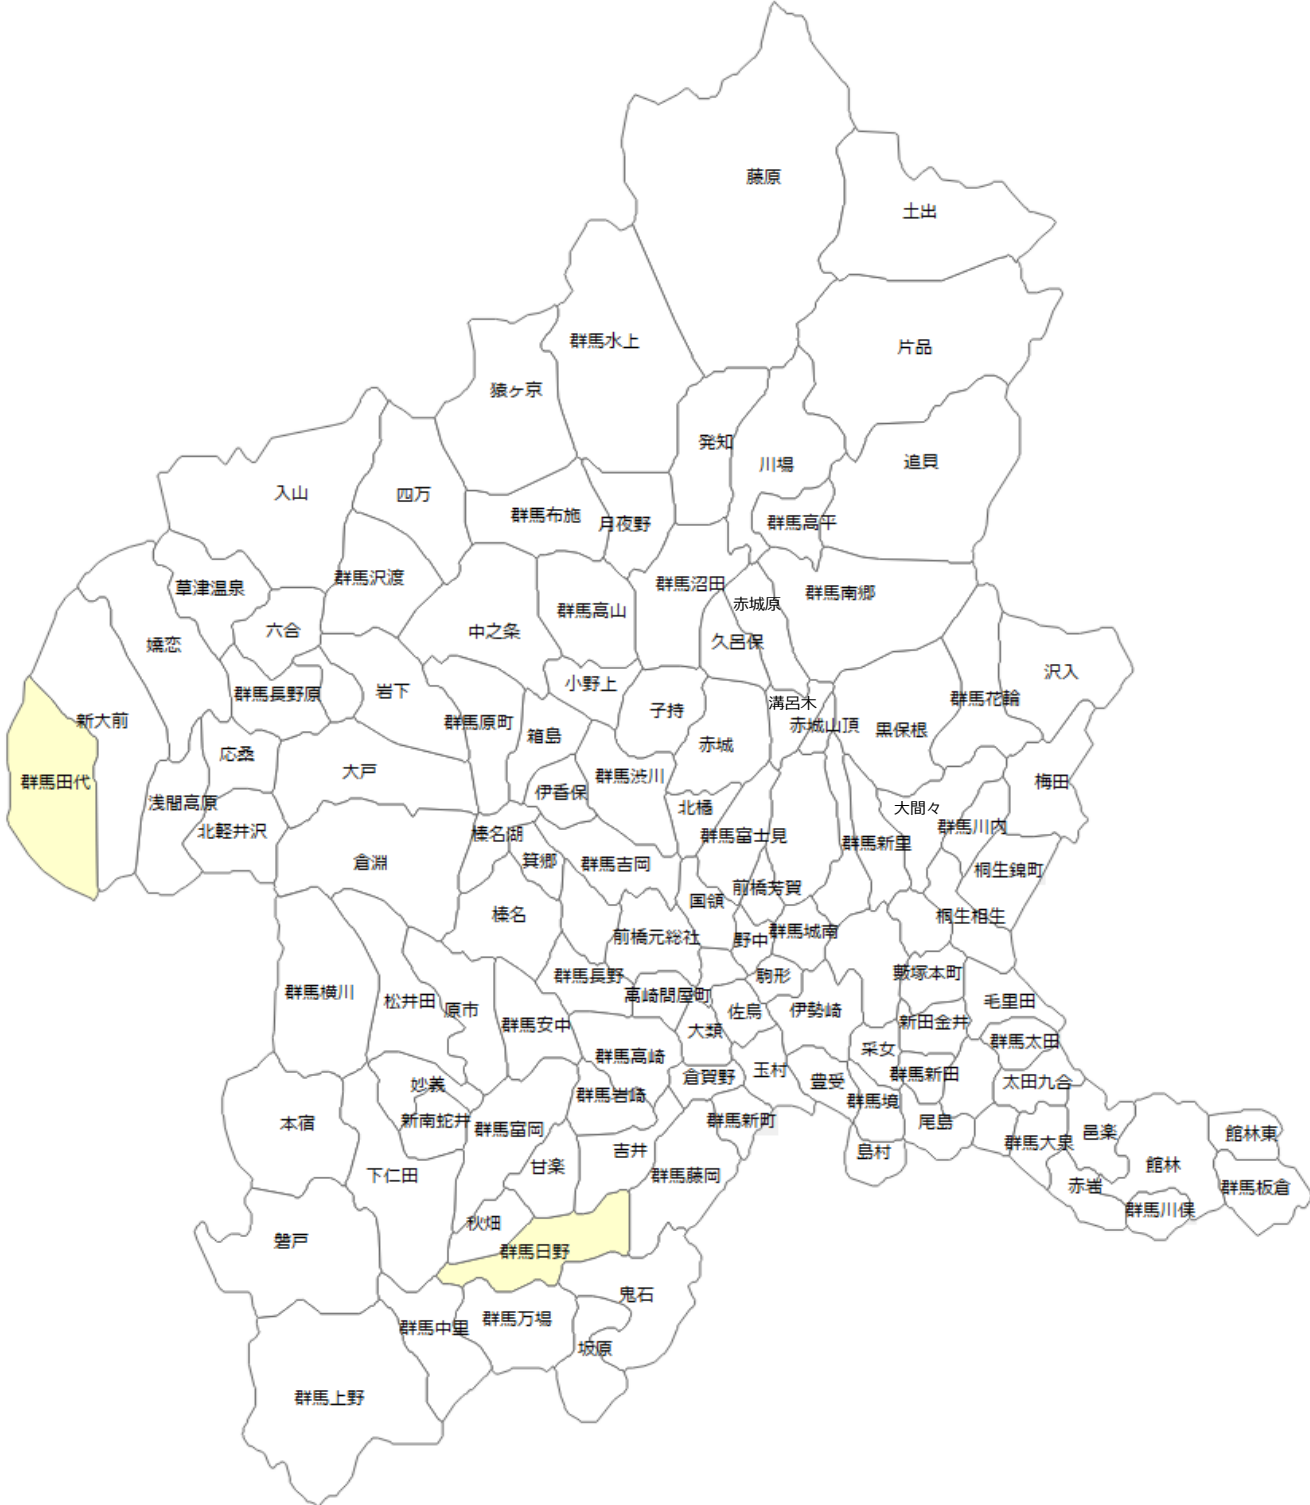 藤原
土出
群馬水上
片品
猿ヶ京
発知
川場
追貝
入山
四万
群馬布施
月夜野
群馬高平
群馬沢渡
草津温泉
群馬沼田
群馬南郷
赤城原
群馬高山
六合
中之条
久呂保
嬬恋
沢入
小野上
群馬長野原
岩下
群馬花輪
溝呂木
子持
新大前
群馬原町
赤城山頂
黒保根
箱島
赤城
応桑
大戸
群馬渋川
群馬田代
梅田
伊香保
浅間高原
北橘
大間々
北軽井沢
榛名湖
群馬富士見
群馬川内
群馬新里
倉淵
箕郷
群馬吉岡
桐生錦町
前橋芳賀
国領
榛名
桐生相生
前橋元総社
野中
群馬城南
群馬長野
駒形
藪塚本町
群馬横川
松井田
原市
高崎問屋町
毛里田
佐鳥
伊勢崎
群馬安中
大類
新田金井
群馬太田
群馬高崎
采女
妙義
倉賀野
玉村
豊受
群馬新田
太田九合
群馬岩崎
群馬境
本宿
新南蛇井
群馬富岡
群馬新町
尾島
邑楽
館林東
群馬大泉
吉井
島村
下仁田
甘楽
群馬藤岡
館林
赤岩
群馬板倉
群馬川俣
秋畑
磐戸
群馬日野
鬼石
群馬中里
群馬万場
坂原
群馬上野